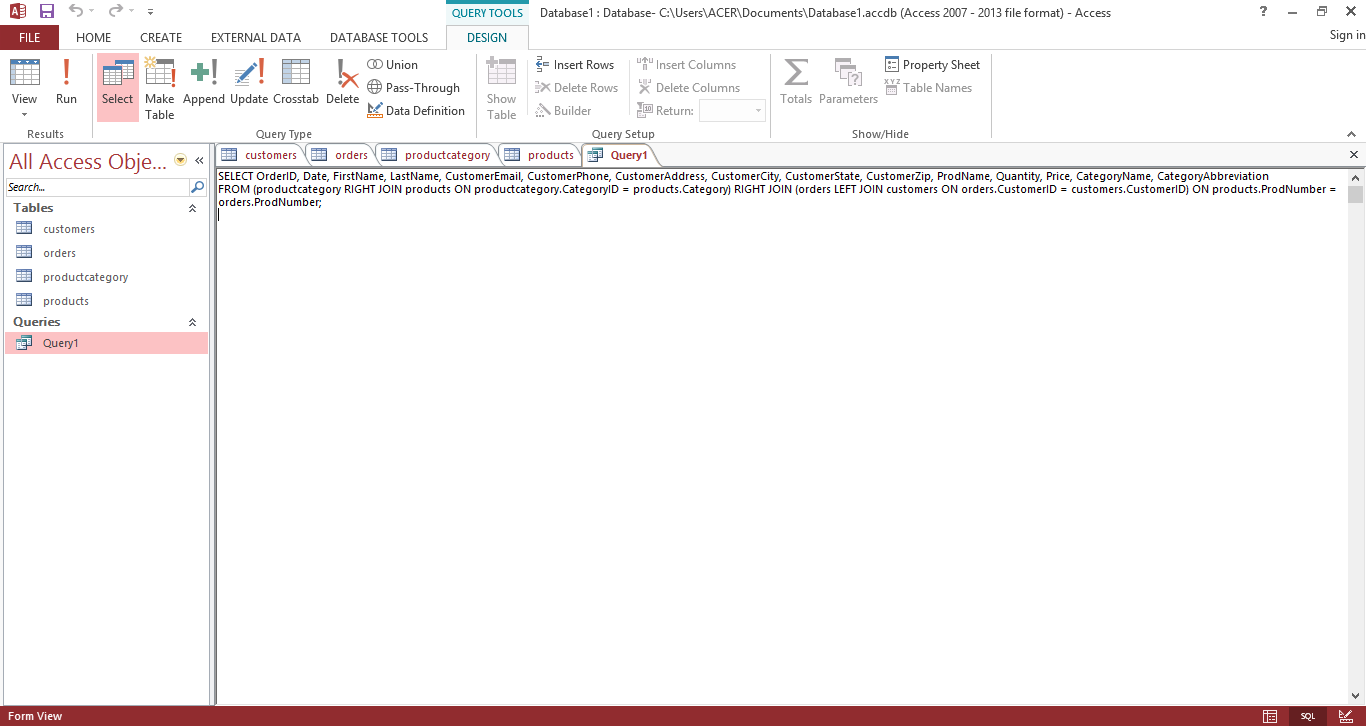 QUERY TOOLS
Database1 : Database- C:\Users\ACER\Documents\Database1.accdb (Access 2007 - 2013 file format) - Access
?
FILE HOME CREATE EXTERNAL DATA DATABASE TOOLS DESIGN
Sign in
View
Run
Results
Select
Make Table
Append
Update
Crosstab
Delete
Union
Pass-Through
Data Definition
Query Type
Show Table
Insert Rows
Delete Rows
Builder
Insert Columns
Delete Columns
Return:
Query Setup
Totals
Parameters
Property Sheet
Table Names
Show/Hide
All Access Obje...
Search...
Tables
customers
orders
productcategory
products
Queries
Query1
customers orders productcategory products Query1
SELECT OrderID, Date, FirstName, LastName, CustomerEmail, CustomerPhone, CustomerAddress, CustomerCity, CustomerState, CustomerZip, ProdName, Quantity, Price, CategoryName, CategoryAbbreviation
FROM (productcategory RIGHT JOIN products ON productcategory.CategoryID = products.Category) RIGHT JOIN (orders LEFT JOIN customers ON orders.CustomerID = customers.CustomerID) ON products.ProdNumber =
orders.ProdNumber;
Form View
SQL